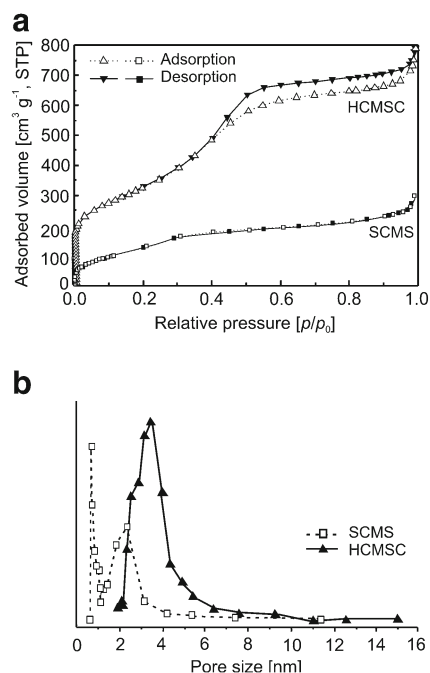 a
Adsorption
Desorption
800
700
600
500
400
300
200
100
0
Adsorbed volume [cm³ g⁻¹, STP]
HCMSC
SCMS
0.0 0.2 0.4 0.6 0.8 1.0
Relative pressure [p/p₀]
b
SCMS
HCMSC
0 2 4 6 8 10 12 14 16
Pore size [nm]